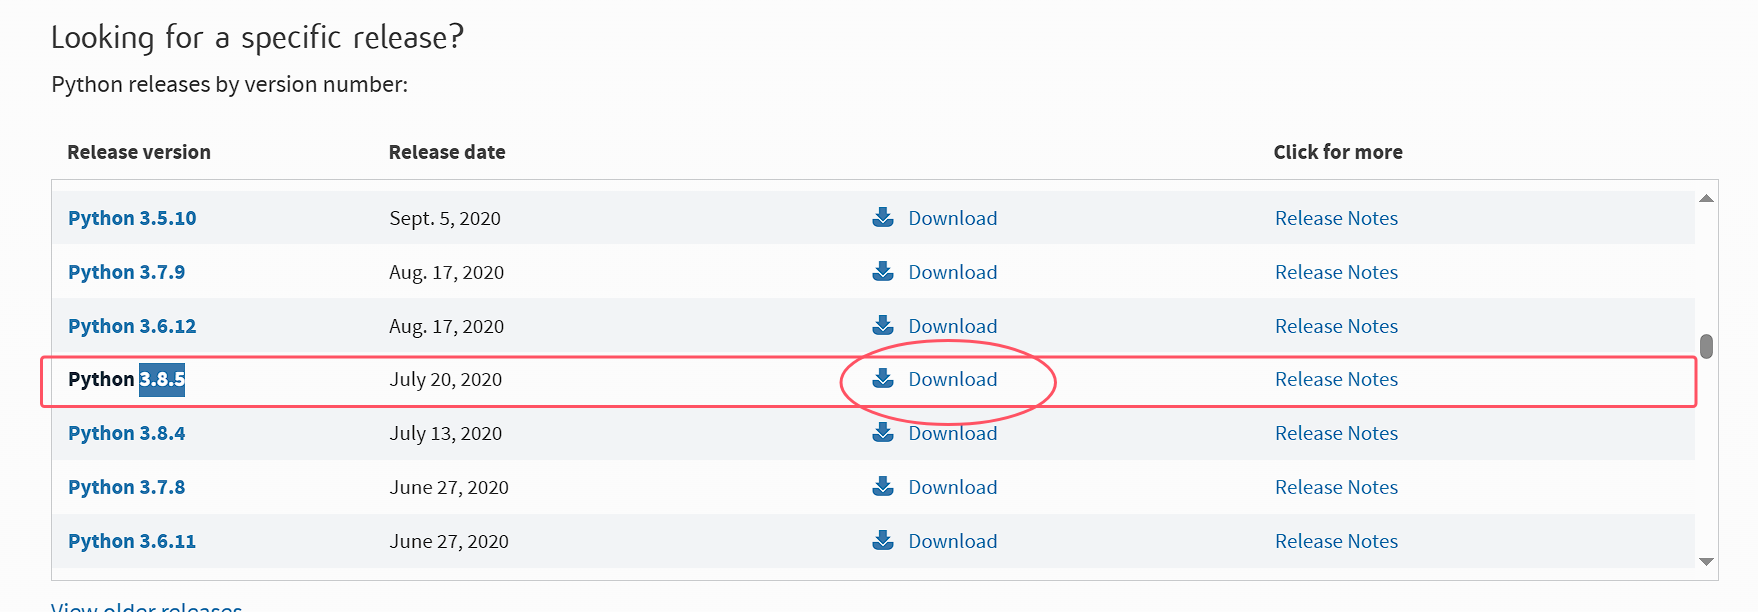 Looking for a specific release?
Python releases by version number:
Release version Release date Click for more
Python 3.5.10 Sept. 5, 2020 Download Release Notes
Python 3.7.9 Aug. 17, 2020 Download Release Notes
Python 3.6.12 Aug. 17, 2020 Download Release Notes
Python 3.8.5 July 20, 2020 Download Release Notes
Python 3.8.4 July 13, 2020 Download Release Notes
Python 3.7.8 June 27, 2020 Download Release Notes
Python 3.6.11 June 27, 2020 Download Release Notes
View older releases